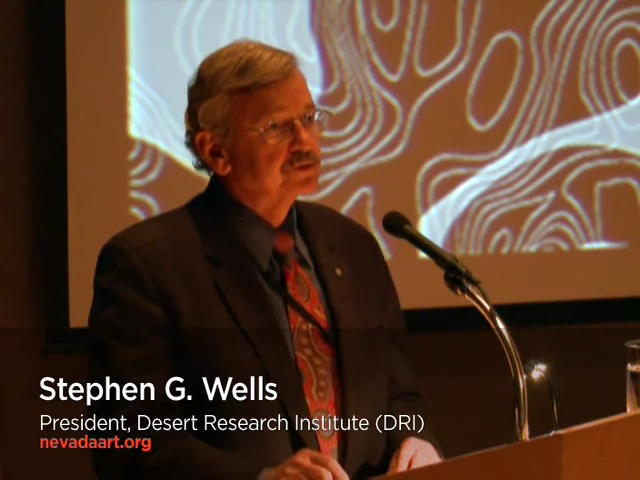 Stephen G. Wells
President, Desert Research Institute (DRI)
nevadaart.org